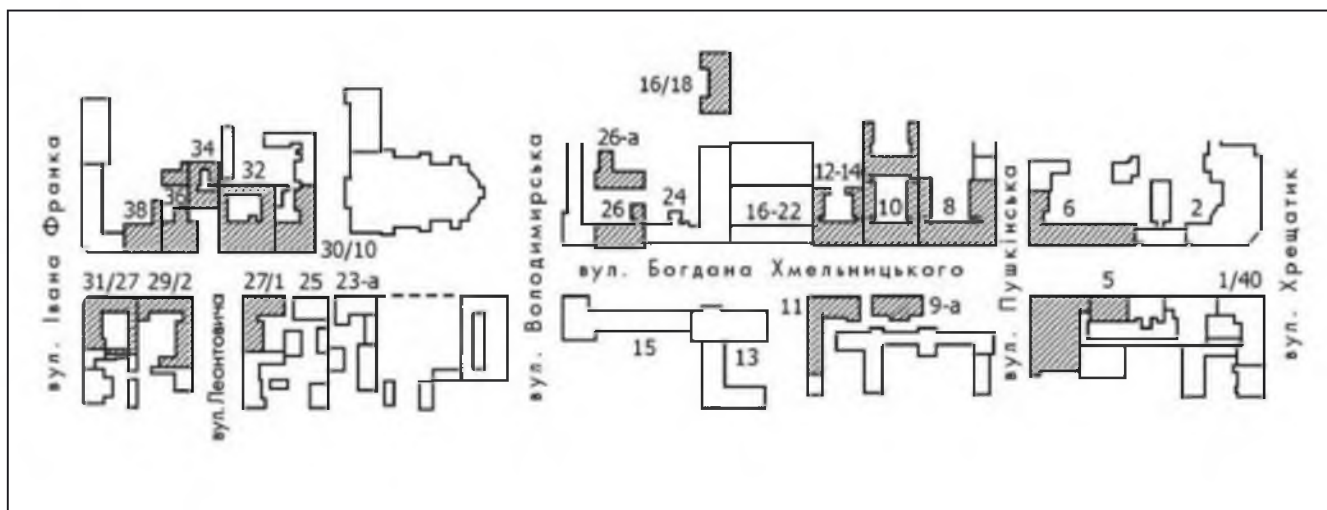 16/18
34
26-а
32
12-14
36
24
38
26
16-22
10
8
6
2
30/10
вул. Богдана Хмельницького
31/27
29/2
27/1
25
23-а
11
9-а
5
1/40
15
13
вул. Івана Франка
вул. Леонтовича
вул. Володимирська
вул. Пушкінська
вул. Хрещатик